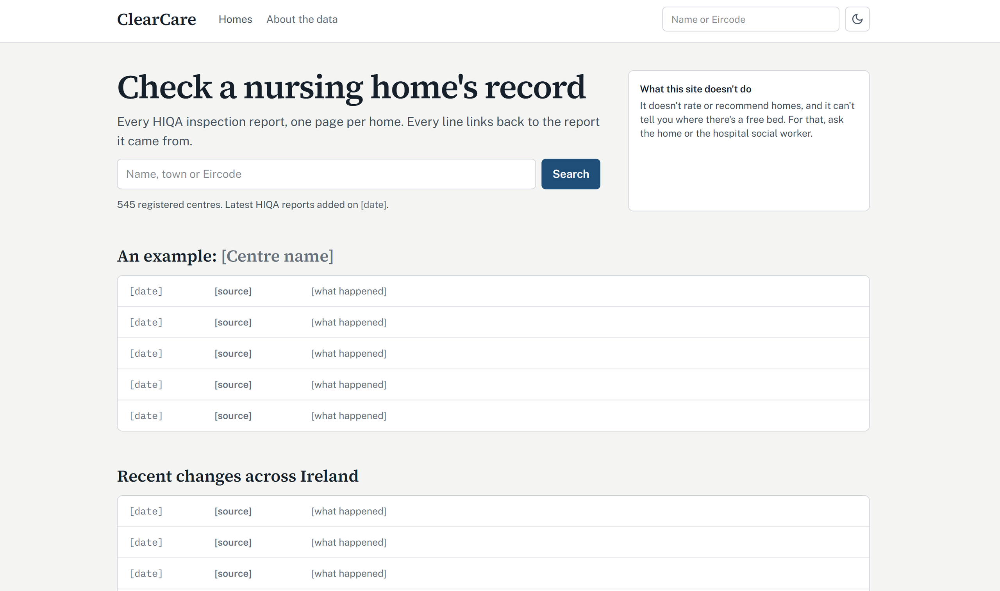 ClearCare Homes About the data Name or Eircode
Check a nursing home's record
Every HIQA inspection report, one page per home. Every line links back to the report
it came from.
Name, town or Eircode Search
545 registered centres. Latest HIQA reports added on [date].
What this site doesn't do
It doesn't rate or recommend homes, and it can't
tell you where there's a free bed. For that, ask
the home or the hospital social worker.
An example: [Centre name]
[date] [source] [what happened]
[date] [source] [what happened]
[date] [source] [what happened]
[date] [source] [what happened]
[date] [source] [what happened]
Recent changes across Ireland
[date] [source] [what happened]
[date] [source] [what happened]
[date] [source] [what happened]